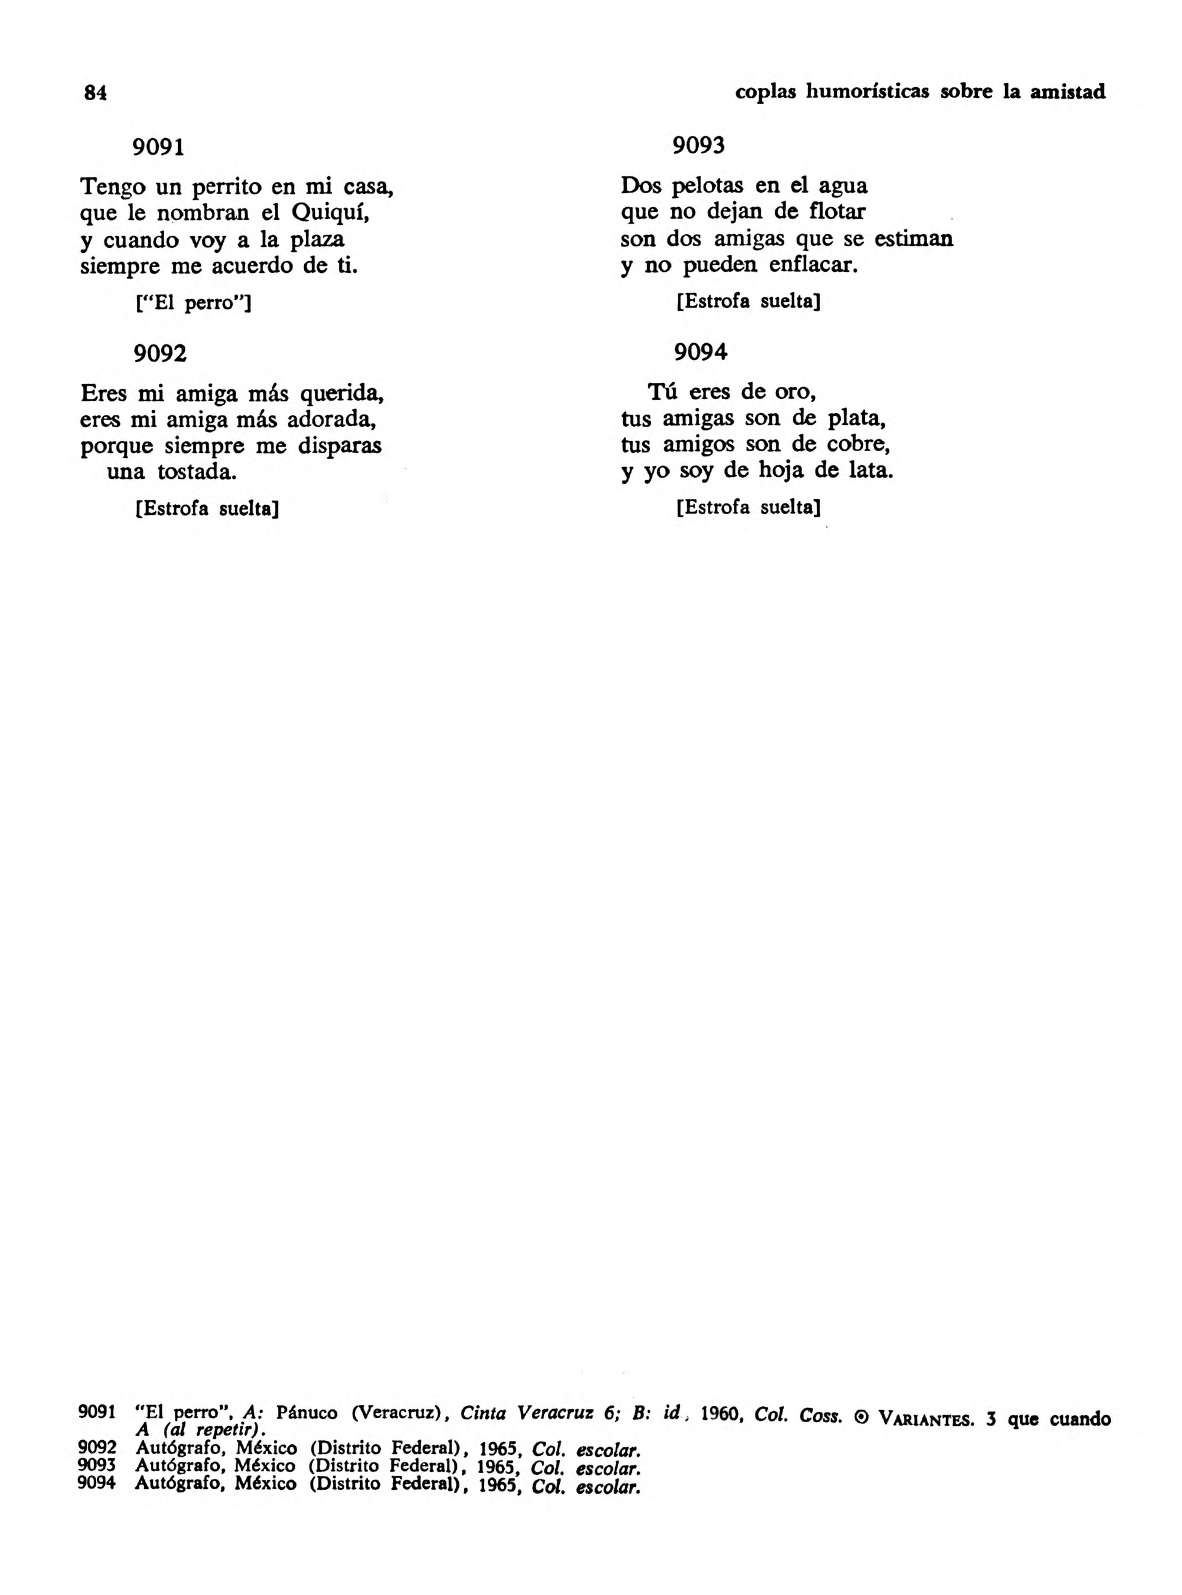 84
coplas humorísticas sobre la amistad
9091
Tengo un perrito en mi casa,
que le nombran el Quiquí,
y cuando voy a la plaza
siempre me acuerdo de ti.
["El perro"]
9092
Eres mi amiga más querida,
eres mi amiga más adorada,
porque siempre me disparas
una tostada.
[Estrofa suelta]
9093
Dos pelotas en el agua
que no dejan de flotar
son dos amigas que se estiman
y no pueden enflacar.
[Estrofa suelta]
9094
Tú eres de oro,
tus amigas son de plata,
tus amigos son de cobre,
y yo soy de hoja de lata.
[Estrofa suelta]
9091 "El perro", A: Pánuco (Veracruz), Cinta Veracruz 6; B: id., 1960, Col. Coss. ⊙ VARIANTES. 3 que cuando
A (al repetir).
9092 Autógrafo, México (Distrito Federal), 1965, Col. escolar.
9093 Autógrafo, México (Distrito Federal), 1965, Col. escolar.
9094 Autógrafo, México (Distrito Federal), 1965, Col. escolar.